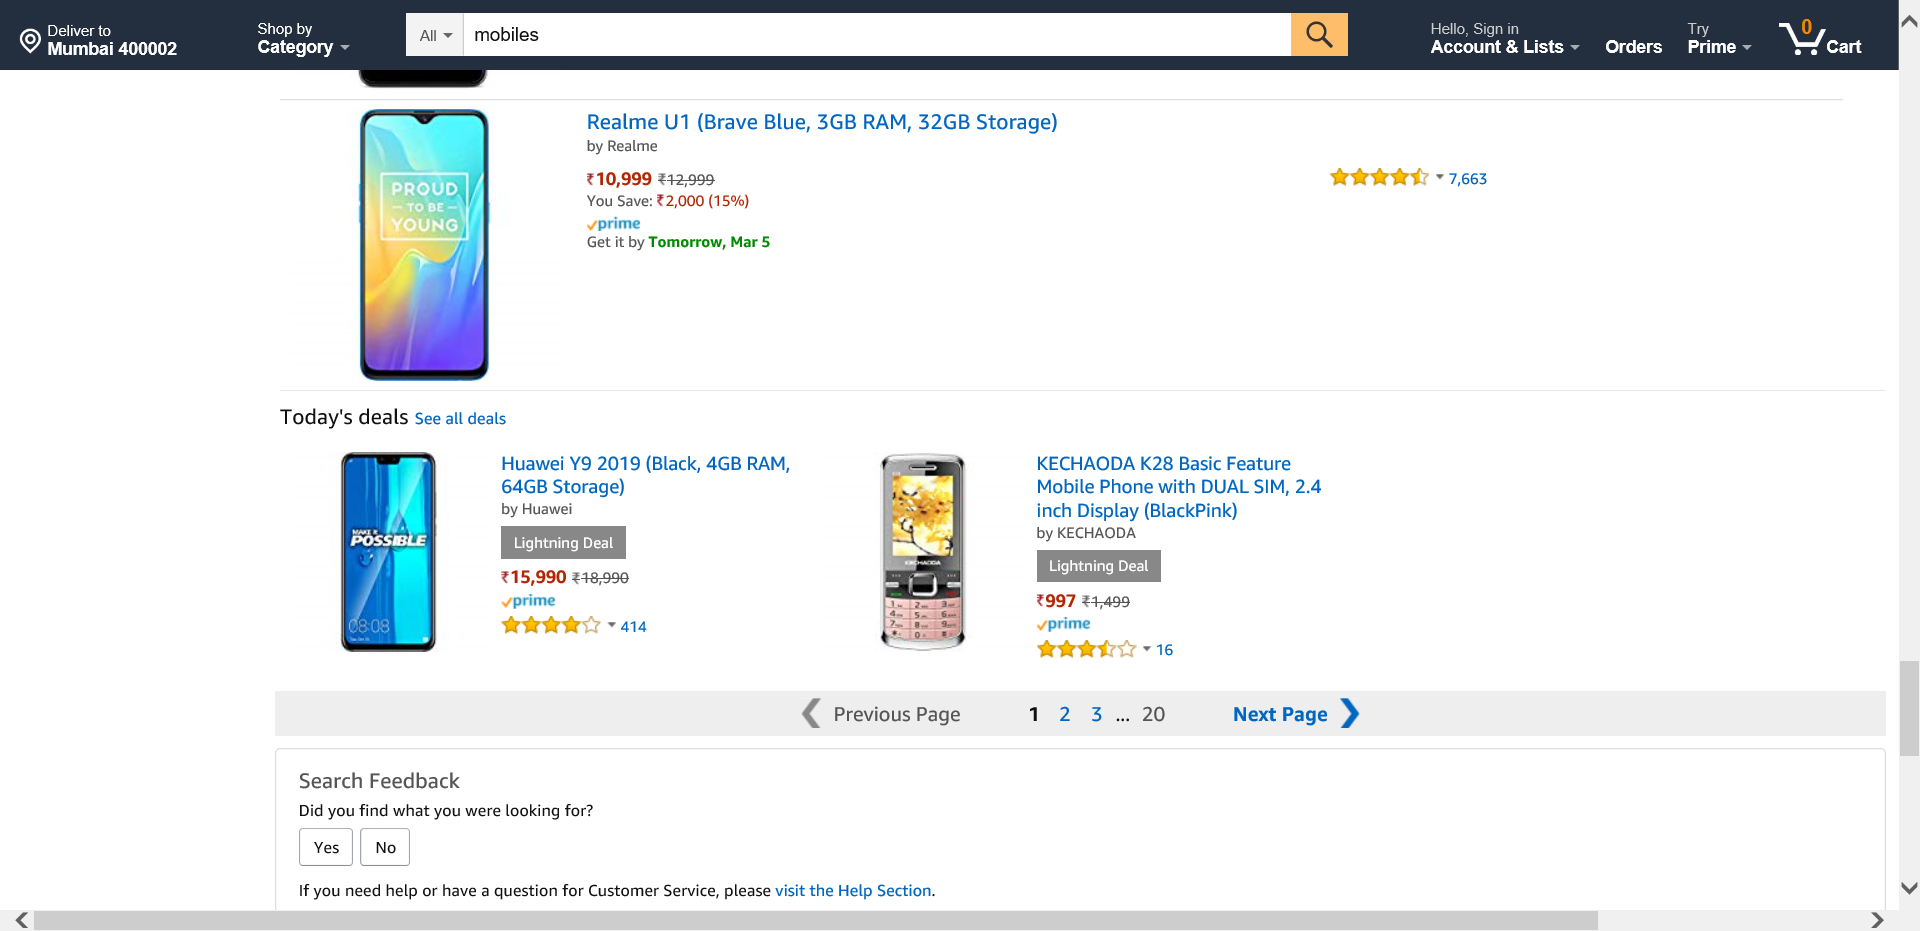 Deliver to
Mumbai 400002
Shop by
Category
All
mobiles
Hello, Sign in
Account & Lists
Orders
Try
Prime
0
Cart
PROUD
TO BE
YOUNG
Realme U1 (Brave Blue, 3GB RAM, 32GB Storage)
by Realme
₹10,999 ₹12,999
You Save: ₹2,000 (15%)
prime
Get it by Tomorrow, Mar 5
7,663
Today's deals See all deals
MAKE IT
POSSIBLE
08:08
Huawei Y9 2019 (Black, 4GB RAM,
64GB Storage)
by Huawei
Lightning Deal
₹15,990 ₹18,990
prime
414
KECHAODA
KECHAODA K28 Basic Feature
Mobile Phone with DUAL SIM, 2.4
inch Display (BlackPink)
by KECHAODA
Lightning Deal
₹997 ₹1,499
prime
16
Previous Page 1 2 3 ... 20 Next Page
Search Feedback
Did you find what you were looking for?
Yes No
If you need help or have a question for Customer Service, please visit the Help Section.